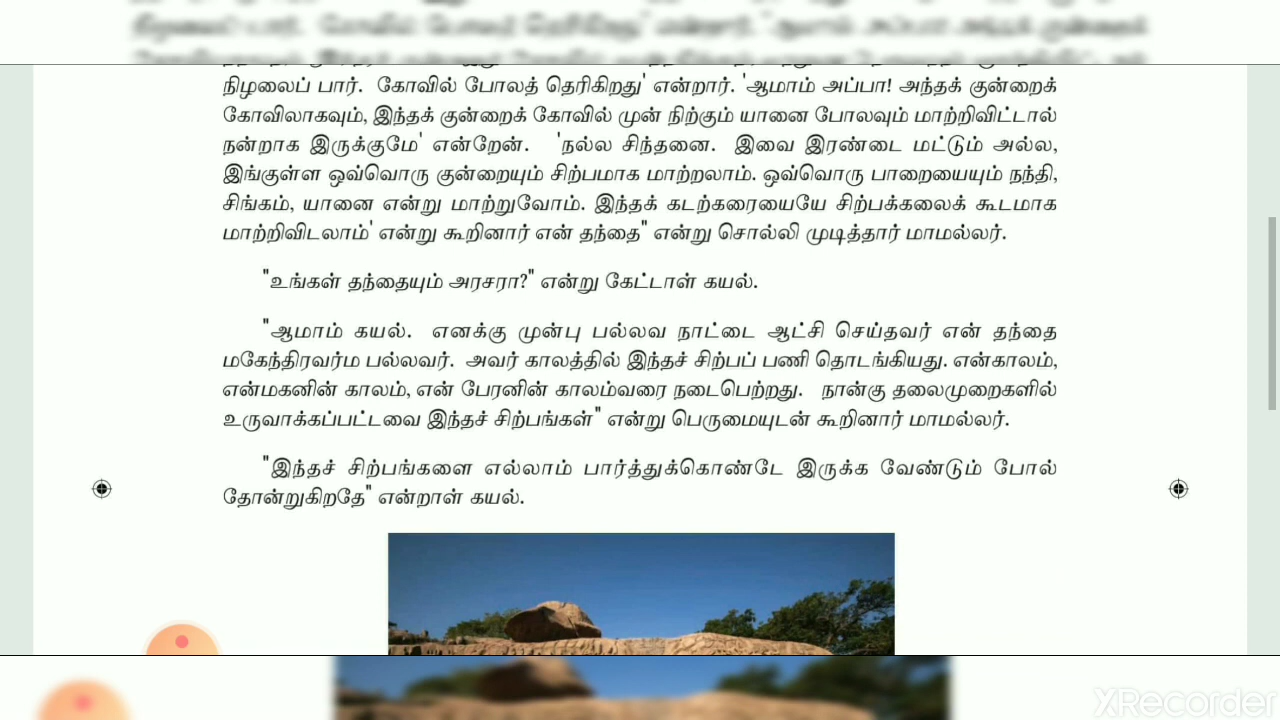 நிழலைப் பார். கோவில் போலத் தெரிகிறது' என்றார். 'ஆமாம் அப்பா! அந்தக் குன்றைக்
கோவிலாகவும், இந்தக் குன்றைக் கோவில் முன் நிற்கும் யானை போலவும் மாற்றிவிட்டால்
நன்றாக இருக்குமே' என்றேன். 'நல்ல சிந்தனை. இவை இரண்டை மட்டும் அல்ல,
இங்குள்ள ஒவ்வொரு குன்றையும் சிற்பமாக மாற்றலாம். ஒவ்வொரு பாறையையும் நந்தி,
சிங்கம், யானை என்று மாற்றுவோம். இந்தக் கடற்கரையையே சிற்பக்கலைக் கூடமாக
மாற்றிவிடலாம்' என்று கூறினார் என் தந்தை" என்று சொல்லி முடித்தார் மாமல்லர்.
"உங்கள் தந்தையும் அரசரா?" என்று கேட்டாள் கயல்.
"ஆமாம் கயல். எனக்கு முன்பு பல்லவ நாட்டை ஆட்சி செய்தவர் என் தந்தை
மகேந்திரவர்ம பல்லவர். அவர் காலத்தில் இந்தச் சிற்பப் பணி தொடங்கியது. என்காலம்,
என்மகனின் காலம், என் பேரனின் காலம்வரை நடைபெற்றது. நான்கு தலைமுறைகளில்
உருவாக்கப்பட்டவை இந்தச் சிற்பங்கள்" என்று பெருமையுடன் கூறினார் மாமல்லர்.
"இந்தச் சிற்பங்களை எல்லாம் பார்த்துக்கொண்டே இருக்க வேண்டும் போல்
தோன்றுகிறதே" என்றாள் கயல்.
XRecorder